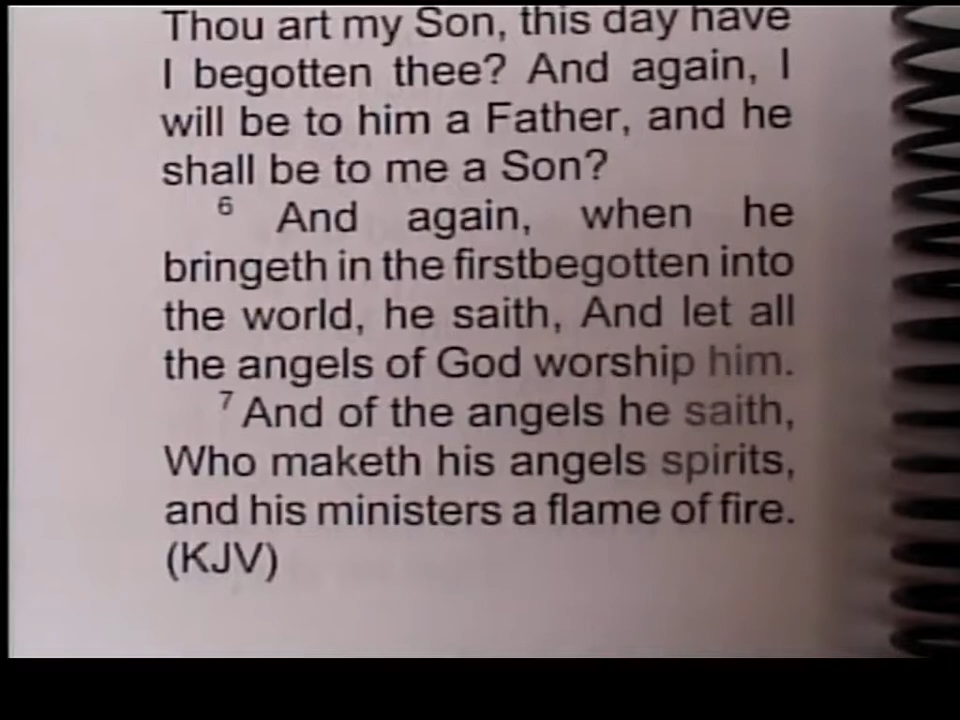 Thou art my Son, this day have
I begotten thee? And again, I
will be to him a Father, and he
shall be to me a Son?
6 And again, when he
bringeth in the firstbegotten into
the world, he saith, And let all
the angels of God worship him.
7 And of the angels he saith,
Who maketh his angels spirits,
and his ministers a flame of fire.
(KJV)